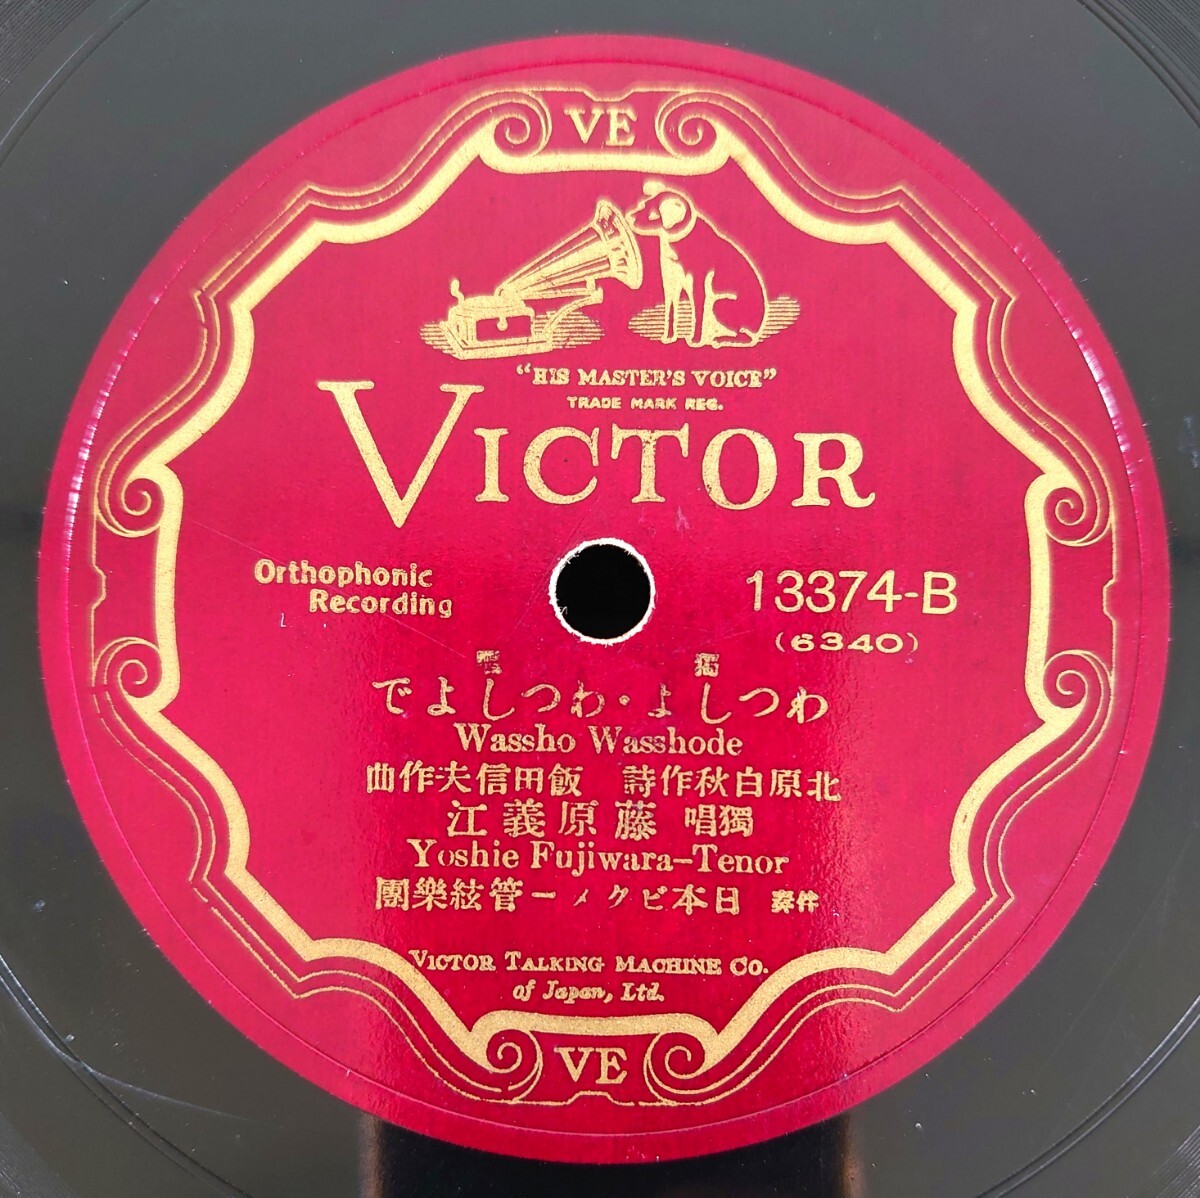 VE
"HIS MASTER'S VOICE"
TRADE MARK REG.
VICTOR
Orthophonic
Recording
13374-B
(6340)
獨
わつしよ・わつしよで
Wassho Wasshode
北原白秋作詩 飯田信夫作曲
獨唱 藤原義江
Yoshie Fujiwara-Tenor
伴奏 日本ビクター管絃樂團
VICTOR TALKING MACHINE CO.
of Japan, Ltd.
VE